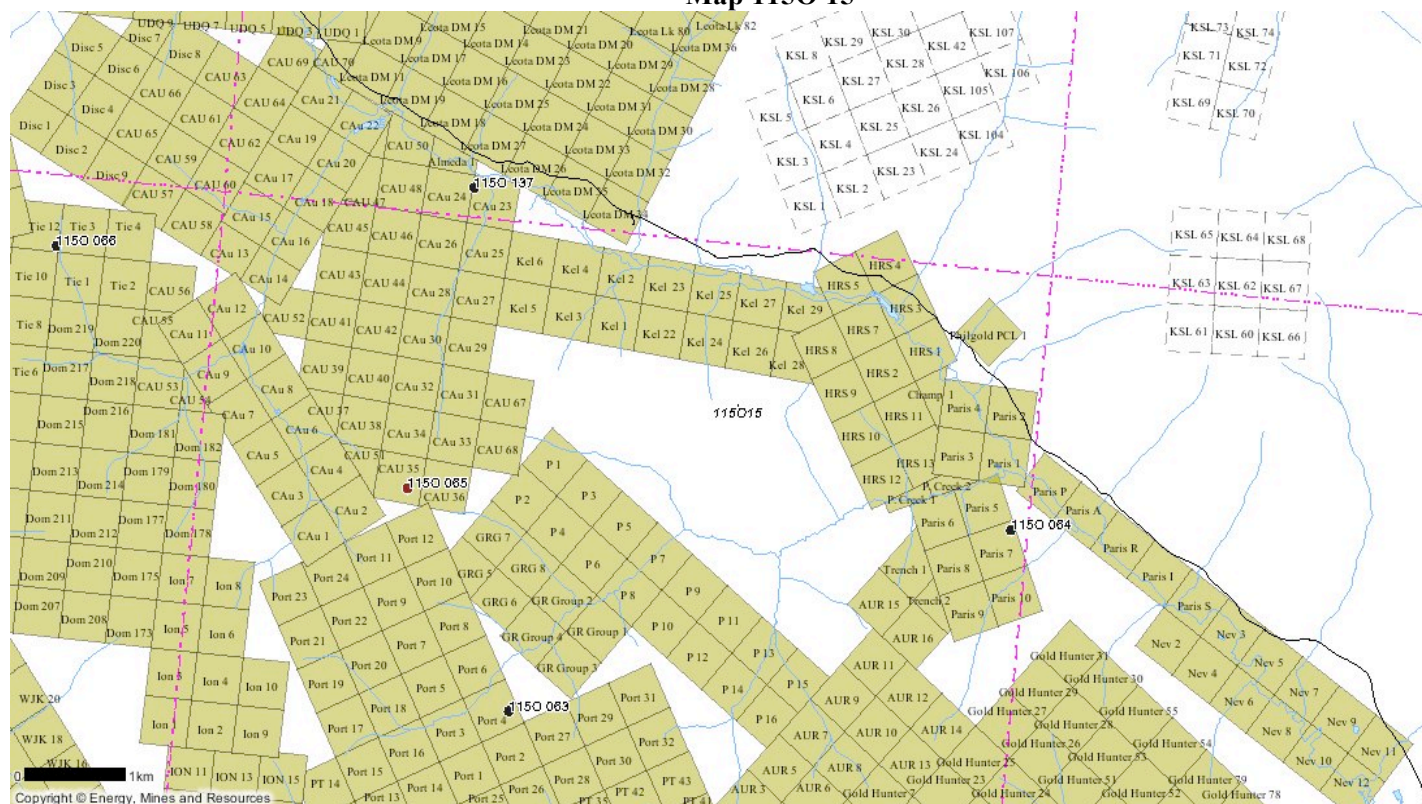 Map 115O 15
UDQ 9
UDQ 7
UDQ 5
UDQ 3
UDQ 1
Disc 5
Disc 7
Disc 8
CAU 63
CAU 69
CAU 70
Disc 3
Disc 6
CAU 66
CAU 64
CAu 21
Disc 1
Disc 4
CAU 65
CAU 61
CAU 62
CAu 19
CAu 22
Disc 2
Disc 9
CAU 59
CAU 60
CAu 17
CAu 20
CAU 57
CAU 58
CAu 15
CAu 18
CAU 47
CAu 13
CAu 16
CAu 14
Leota DM 15
Leota DM 21
Leota Lk 80
Leota Lk 82
Leota DM 9
Leota DM 14
Leota DM 20
Leota DM 36
Leota DM 11
Leota DM 17
Leota DM 23
Leota DM 29
Leota DM 16
Leota DM 22
Leota DM 28
Leota DM 19
Leota DM 25
Leota DM 31
Leota DM 18
Leota DM 24
Leota DM 30
Leota DM 27
Leota DM 33
Leota DM 26
Leota DM 32
Leota DM 35
Leota DM 34
CAU 50
Almeda 1
CAU 48
CAu 24
CAu 23
115O 137
KSL 8
KSL 29
KSL 30
KSL 42
KSL 107
KSL 6
KSL 27
KSL 28
KSL 105
KSL 106
KSL 5
KSL 4
KSL 25
KSL 26
KSL 104
KSL 3
KSL 2
KSL 23
KSL 24
KSL 1
KSL 73
KSL 74
KSL 71
KSL 72
KSL 69
KSL 70
KSL 65
KSL 64
KSL 68
KSL 63
KSL 62
KSL 67
KSL 61
KSL 60
KSL 66
Tie 12
Tie 3
Tie 4
115O 066
Tie 10
Tie 1
Tie 2
CAU 56
Tie 8
Dom 219
CAU 55
CAu 11
CAu 12
Dom 220
Tie 6
Dom 217
Dom 218
CAU 53
CAU 54
CAu 9
CAu 10
Dom 216
CAu 7
CAu 8
Dom 215
Dom 181
Dom 182
CAu 5
CAu 6
Dom 213
Dom 214
Dom 179
Dom 180
CAu 3
CAu 4
Dom 211
Dom 212
Dom 177
Dom 178
CAu 1
CAu 2
Dom 209
Dom 210
Dom 175
Dom 207
Dom 208
Dom 173
CAU 45
CAU 46
CAu 26
CAu 25
CAU 43
CAU 44
CAu 28
CAu 27
CAU 52
CAU 41
CAU 42
CAu 30
CAu 29
CAU 39
CAU 40
CAu 32
CAu 31
CAU 67
CAU 37
CAU 38
CAu 34
CAu 33
CAU 68
CAU 51
CAU 35
CAU 36
115O 065
Kel 6
Kel 4
Kel 2
Kel 23
Kel 25
Kel 27
Kel 29
Kel 5
Kel 3
Kel 1
Kel 22
Kel 24
Kel 26
Kel 28
115O15
HRS 4
HRS 5
HRS 3
HRS 7
HRS 8
HRS 1
HRS 2
HRS 9
HRS 11
HRS 10
HRS 13
HRS 12
Philgold PCL 1
Champ 1
Paris 4
Paris 2
Paris 3
Paris 1
P. Creek 2
P. Creek 1
Paris 5
Paris 6
115O 064
Paris 7
Paris 8
Paris 10
Paris 9
Paris P
Paris A
Paris R
Paris I
Paris S
Trench 1
Trench 2
Ion 7
Ion 8
Ion 5
Ion 6
Ion 3
Ion 4
Ion 10
Ion 1
Ion 2
Ion 9
ION 11
ION 13
ION 15
WJK 20
WJK 18
WJK 16
Port 12
Port 11
Port 10
Port 24
Port 9
Port 23
Port 22
Port 8
Port 21
Port 7
Port 20
Port 6
Port 19
Port 5
Port 18
Port 4
Port 17
Port 3
Port 16
Port 2
Port 15
Port 1
Port 13
Port 14
Port 25
Port 26
Port 27
Port 28
Port 29
Port 30
Port 31
Port 32
115O 063
PT 14
PT 35
PT 42
PT 43
GRG 7
GRG 5
GRG 8
GRG 6
GR Group 2
GR Group 4
GR Group 1
GR Group 3
P 1
P 2
P 3
P 4
P 5
P 6
P 7
P 8
P 9
P 10
P 11
P 12
P 13
P 14
P 15
P 16
AUR 15
AUR 16
AUR 11
AUR 12
AUR 9
AUR 10
AUR 14
AUR 7
AUR 8
AUR 13
AUR 5
AUR 6
AUR 3
Gold Hunter 31
Gold Hunter 30
Gold Hunter 29
Gold Hunter 27
Gold Hunter 28
Gold Hunter 55
Gold Hunter 26
Gold Hunter 54
Gold Hunter 25
Gold Hunter 53
Gold Hunter 23
Gold Hunter 51
Gold Hunter 79
Gold Hunter 7
Gold Hunter 24
Gold Hunter 52
Gold Hunter 78
Nev 2
Nev 3
Nev 4
Nev 5
Nev 6
Nev 7
Nev 8
Nev 9
Nev 10
Nev 11
Nev 12
0
1km
Copyright © Energy, Mines and Resources